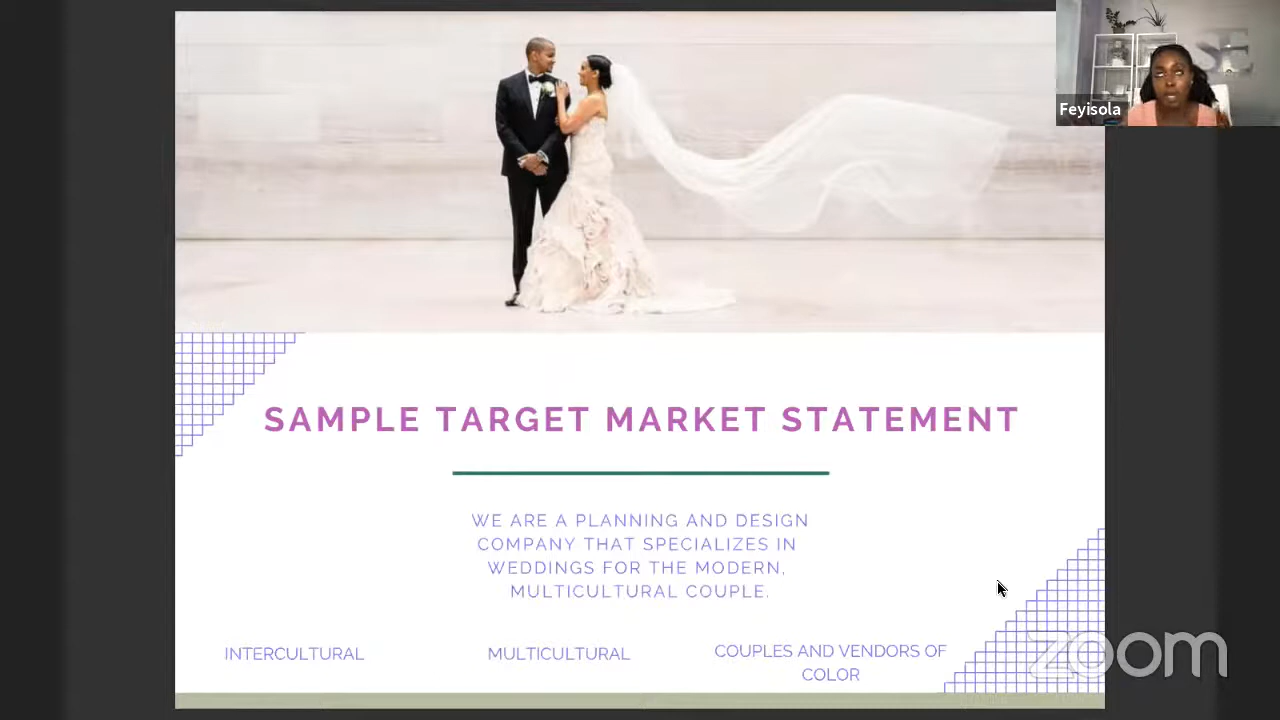 SE
Feyisola
SAMPLE TARGET MARKET STATEMENT
WE ARE A PLANNING AND DESIGN
COMPANY THAT SPECIALIZES IN
WEDDINGS FOR THE MODERN,
MULTICULTURAL COUPLE.
INTERCULTURAL
MULTICULTURAL
COUPLES AND VENDORS OF
COLOR
zoom